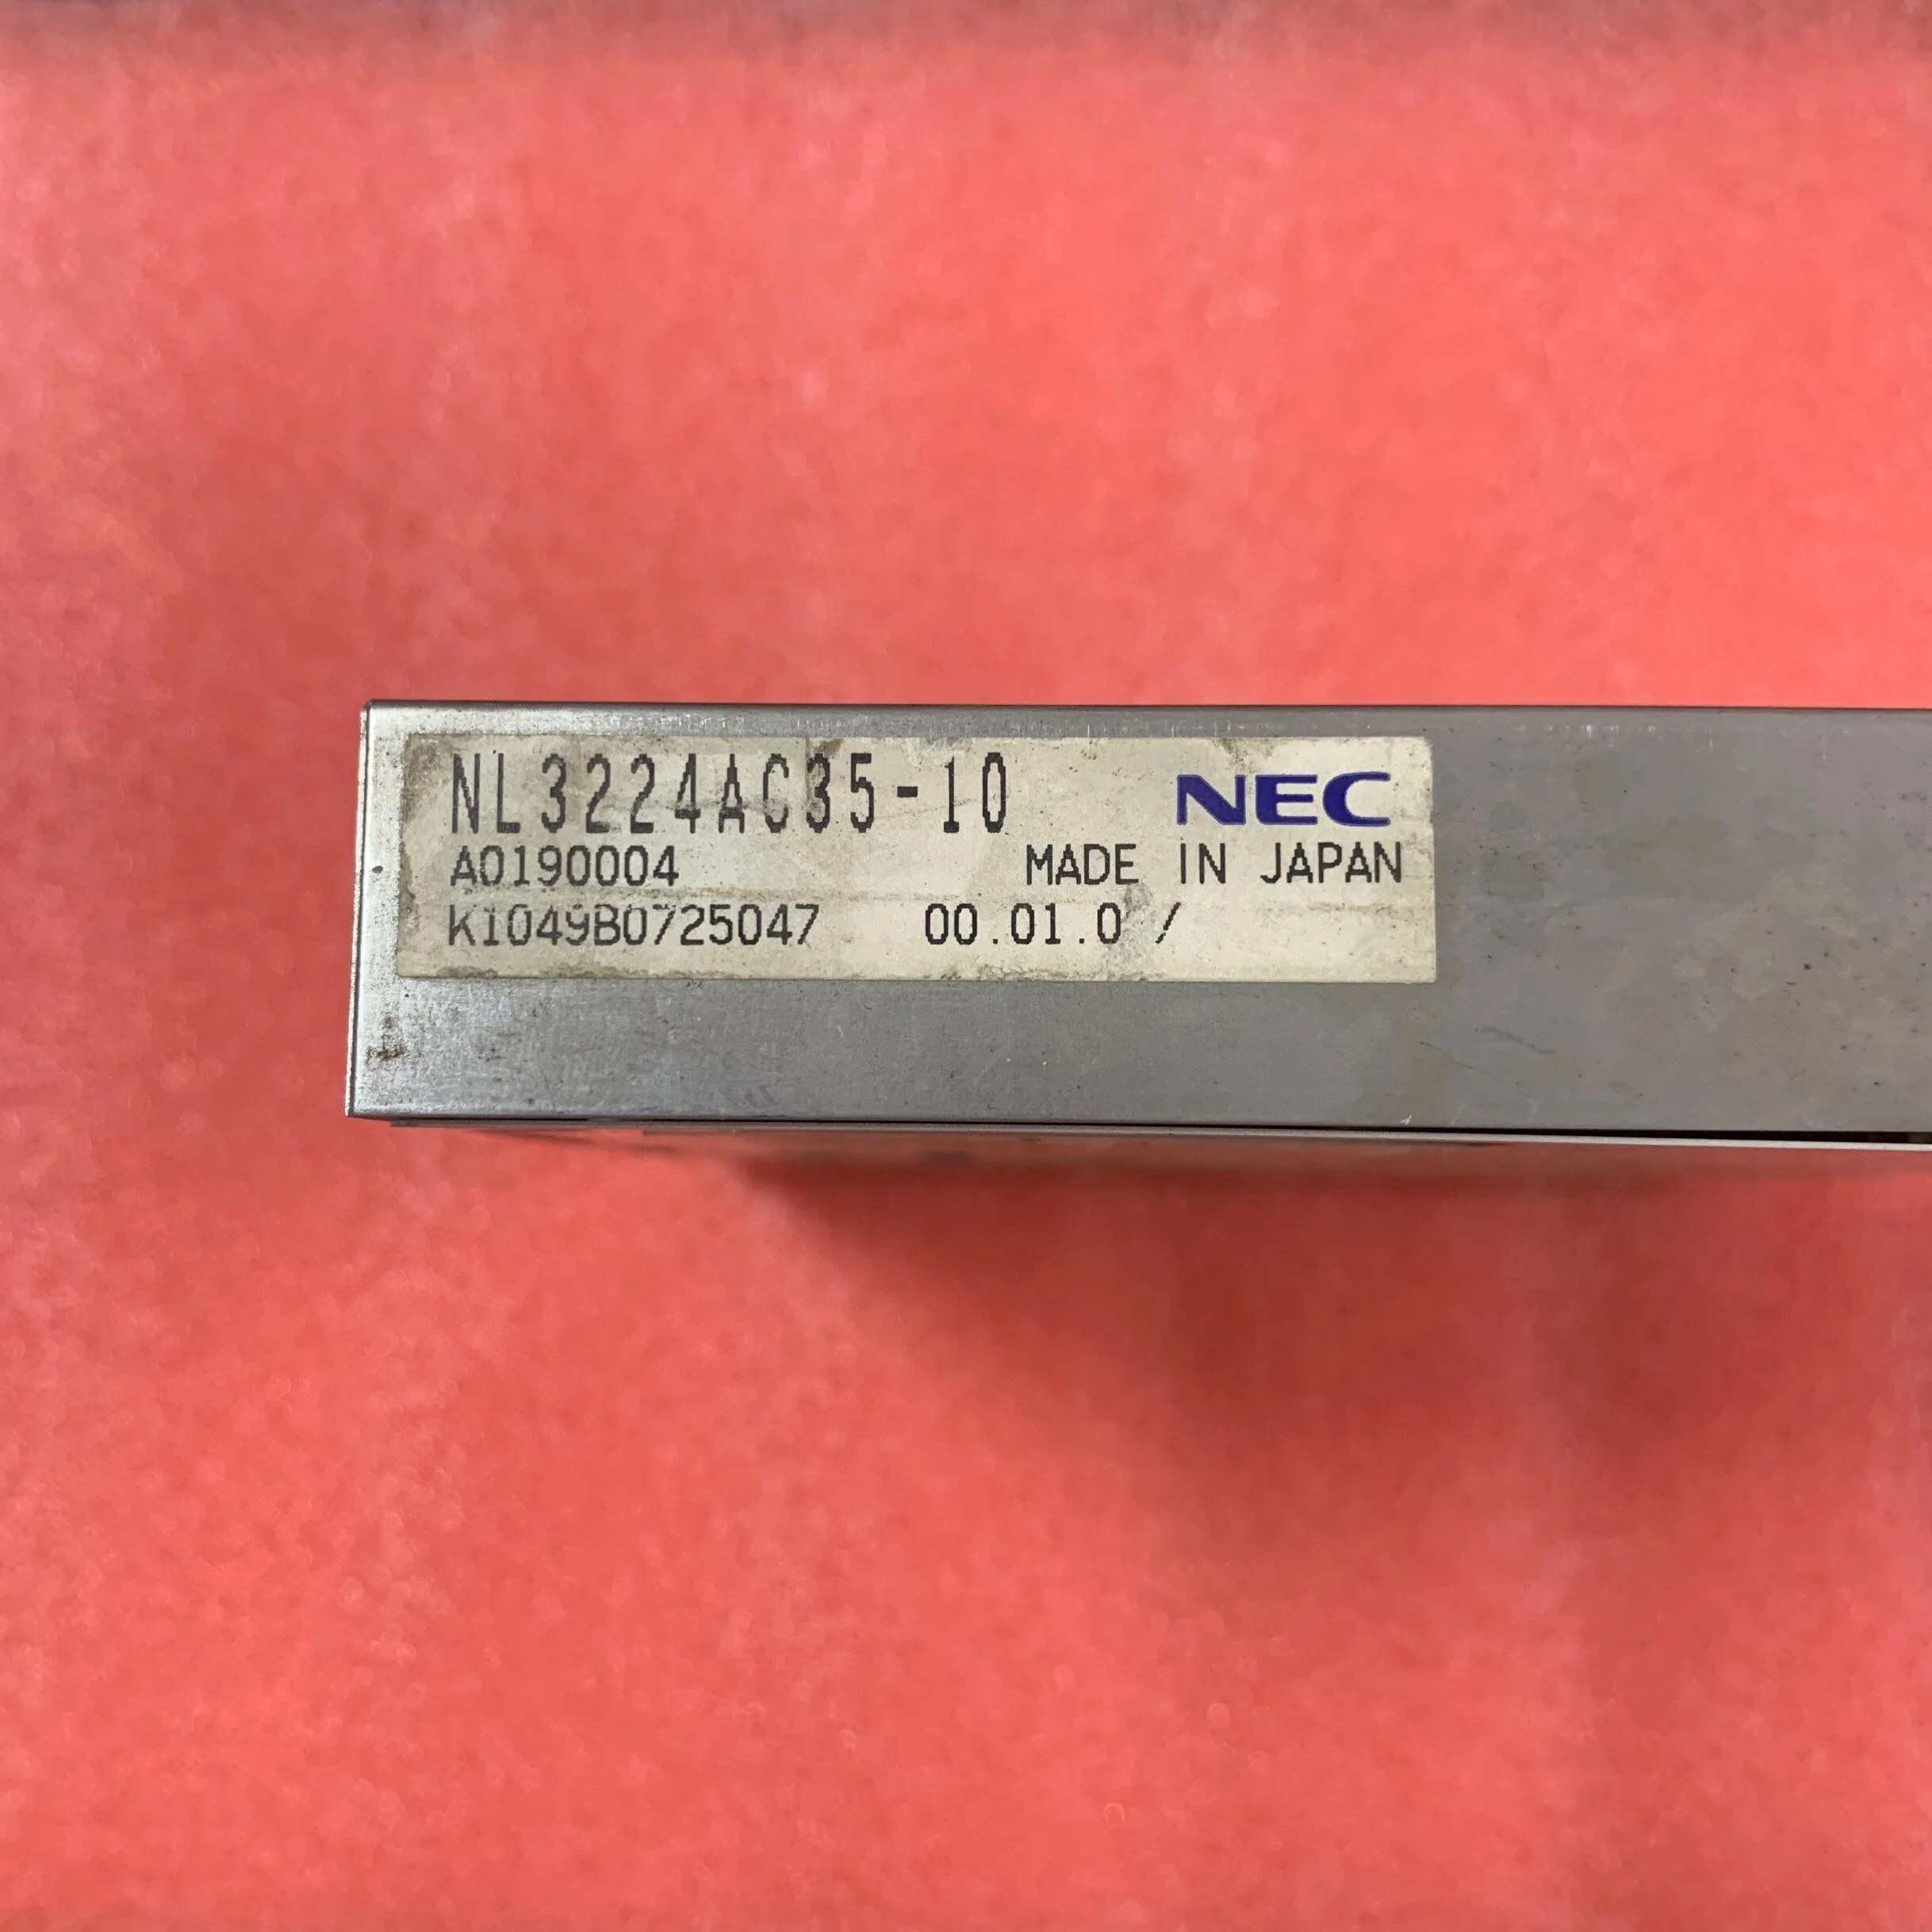 NL3224AC35-10 NEC
A0190004 MADE IN JAPAN
K1049B0725047 00.01.0 /